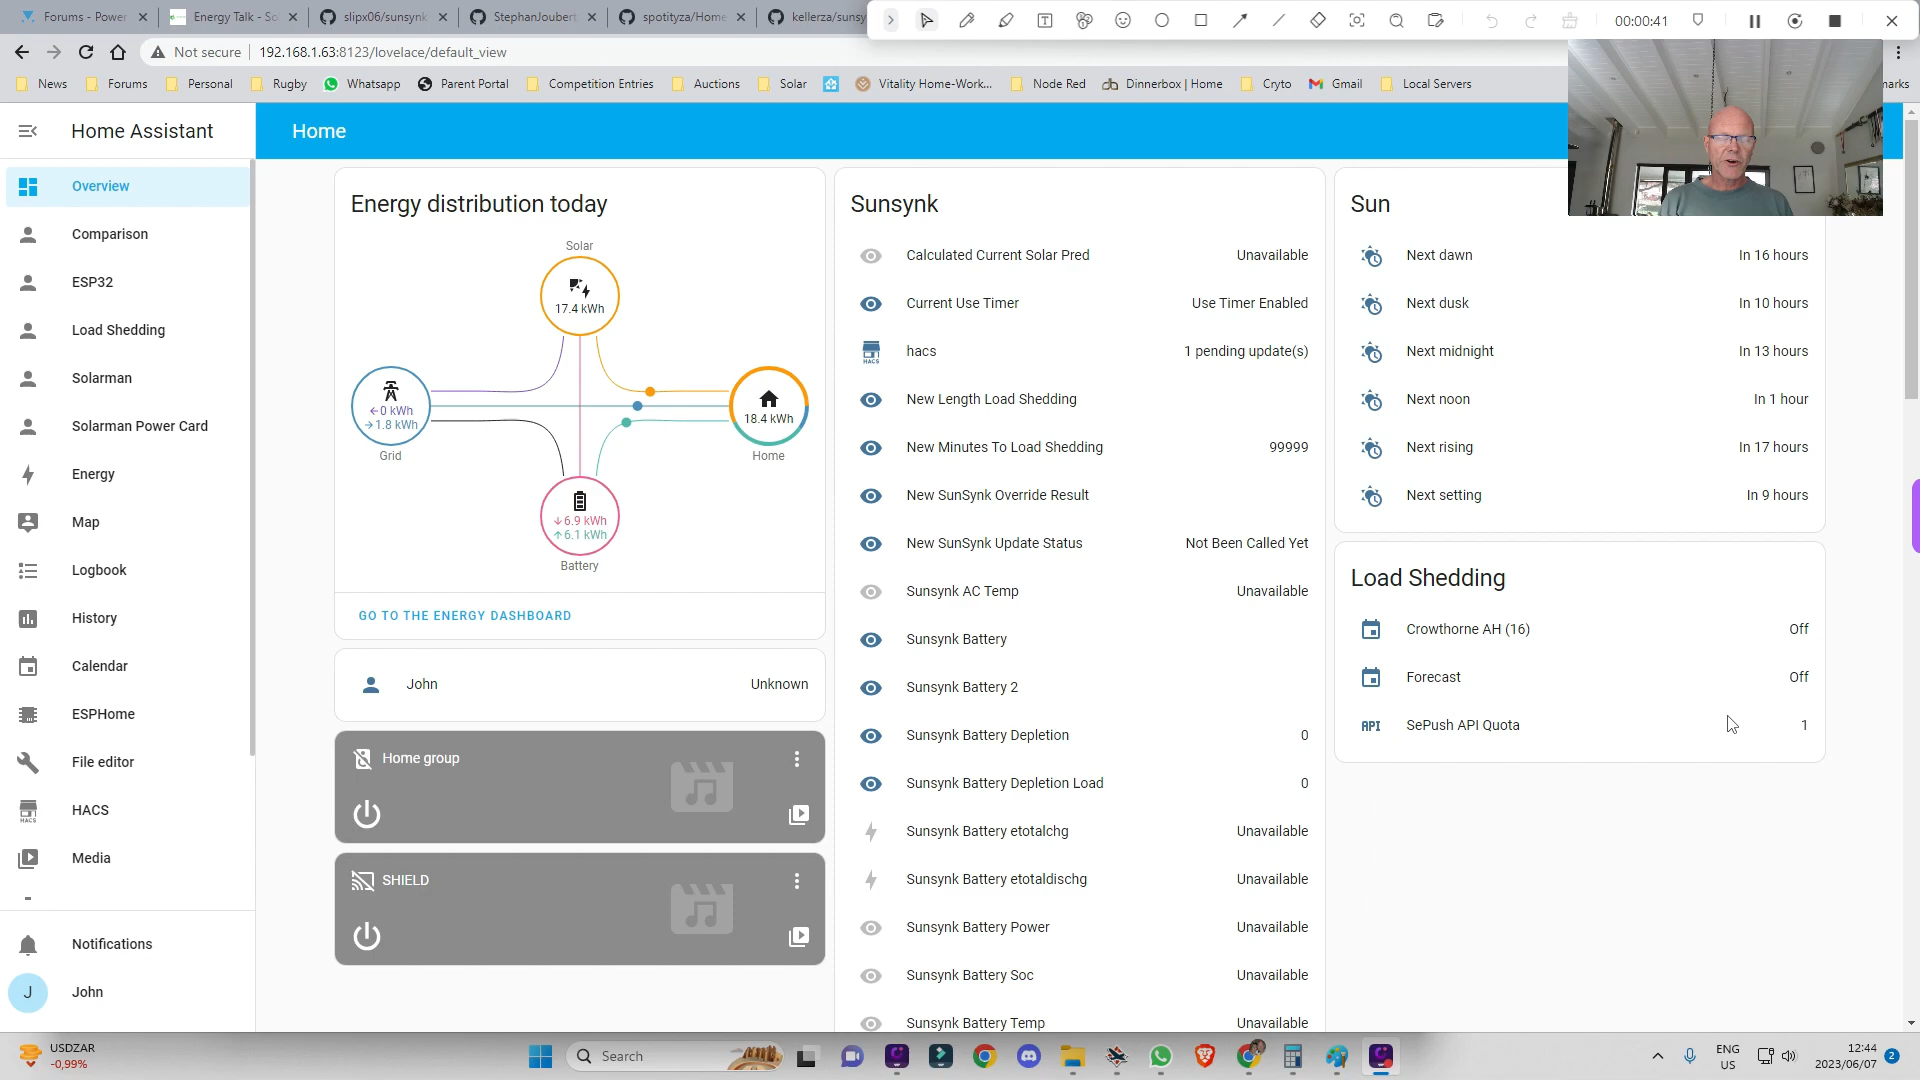 Forums - Power
Energy Talk - So
slipx06/sunsynk-
StephanJoubert
spotityza/Home
kellerza/sunsy
00:00:41
Not secure
192.168.1.63:8123/lovelace/default_view
News
Forums
Personal
Rugby
Whatsapp
Parent Portal
Competition Entries
Auctions
Solar
Vitality Home-Work...
Node Red
Dinnerbox | Home
Cryto
Gmail
Local Servers
marks
Home Assistant
Home
Overview
Comparison
ESP32
Load Shedding
Solarman
Solarman Power Card
Energy
Map
Logbook
History
Calendar
ESPHome
File editor
HACS
HACS
Media
Notifications
J
John
Energy distribution today
Solar
17.4 kWh
←0 kWh
→1.8 kWh
Grid
18.4 kWh
Home
↓6.9 kWh
↑6.1 kWh
Battery
GO TO THE ENERGY DASHBOARD
John Unknown
Home group
SHIELD
Sunsynk
Calculated Current Solar Pred Unavailable
Current Use Timer Use Timer Enabled
HACS
hacs 1 pending update(s)
New Length Load Shedding
New Minutes To Load Shedding 99999
New SunSynk Override Result
New SunSynk Update Status Not Been Called Yet
Sunsynk AC Temp Unavailable
Sunsynk Battery
Sunsynk Battery 2
Sunsynk Battery Depletion 0
Sunsynk Battery Depletion Load 0
Sunsynk Battery etotalchg Unavailable
Sunsynk Battery etotaldischg Unavailable
Sunsynk Battery Power Unavailable
Sunsynk Battery Soc Unavailable
Sunsynk Battery Temp Unavailable
Sun
Next dawn In 16 hours
Next dusk In 10 hours
Next midnight In 13 hours
Next noon In 1 hour
Next rising In 17 hours
Next setting In 9 hours
Load Shedding
Crowthorne AH (16) Off
Forecast Off
API SePush API Quota 1
USDZAR
-0,99%
Search
ENG
US
12:44
2023/06/07
2